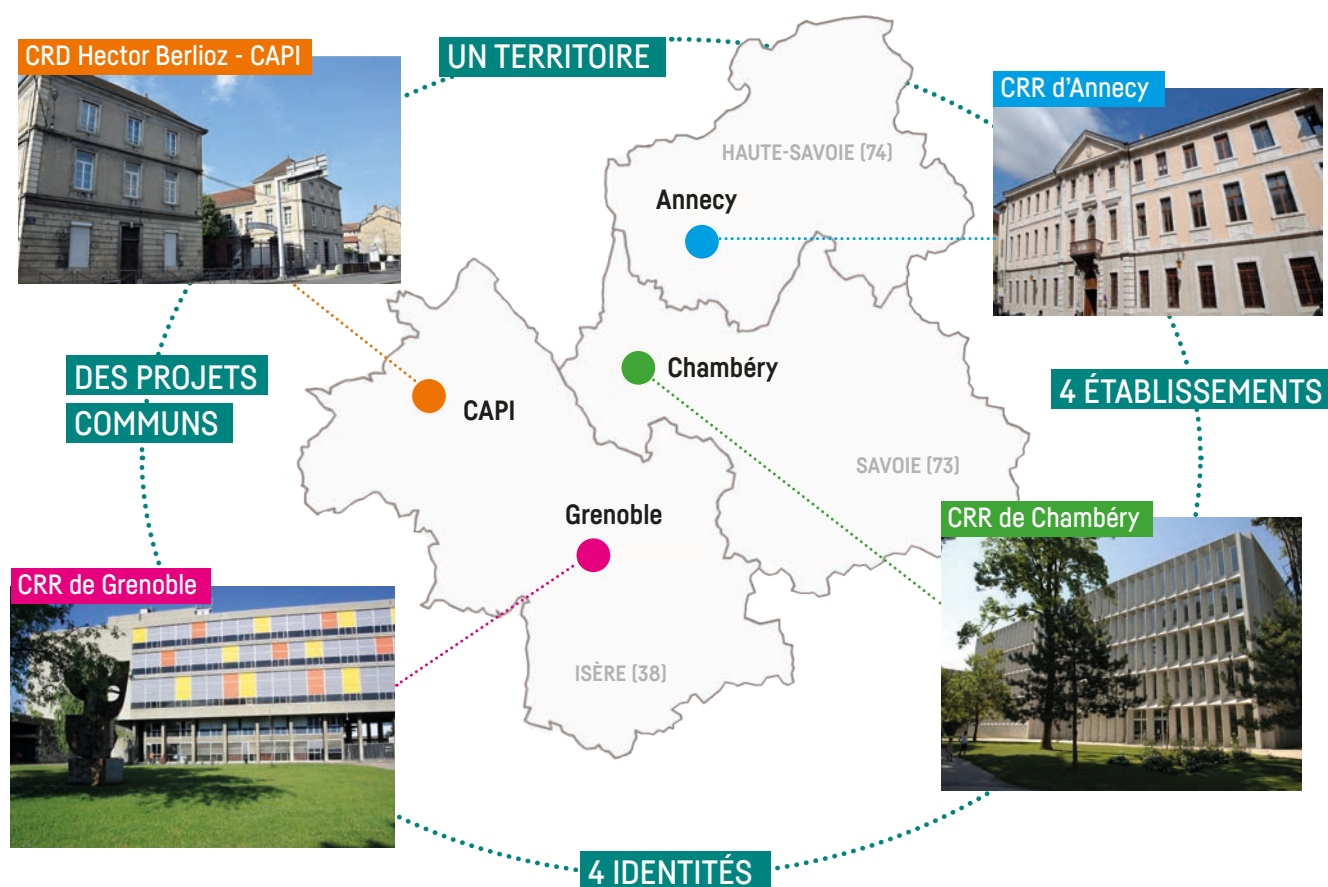 CRD Hector Berlioz - CAPI
UN TERRITOIRE
CRR d'Annecy
HAUTE-SAVOIE (74)
Annecy
DES PROJETS
COMMUNS
Chambéry
4 ÉTABLISSEMENTS
CAPI
SAVOIE (73)
Grenoble
CRR de Chambéry
CRR de Grenoble
ISÈRE (38)
4 IDENTITÉS